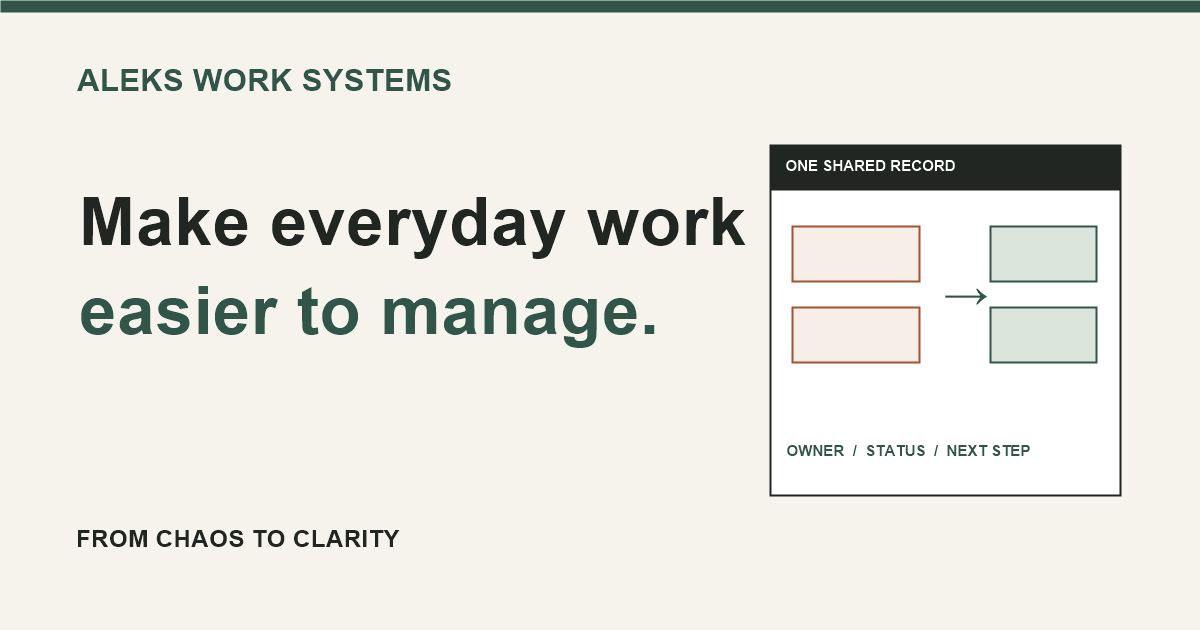 ALEKS WORK SYSTEMS
Make everyday work
easier to manage.
ONE SHARED RECORD
OWNER / STATUS / NEXT STEP
FROM CHAOS TO CLARITY